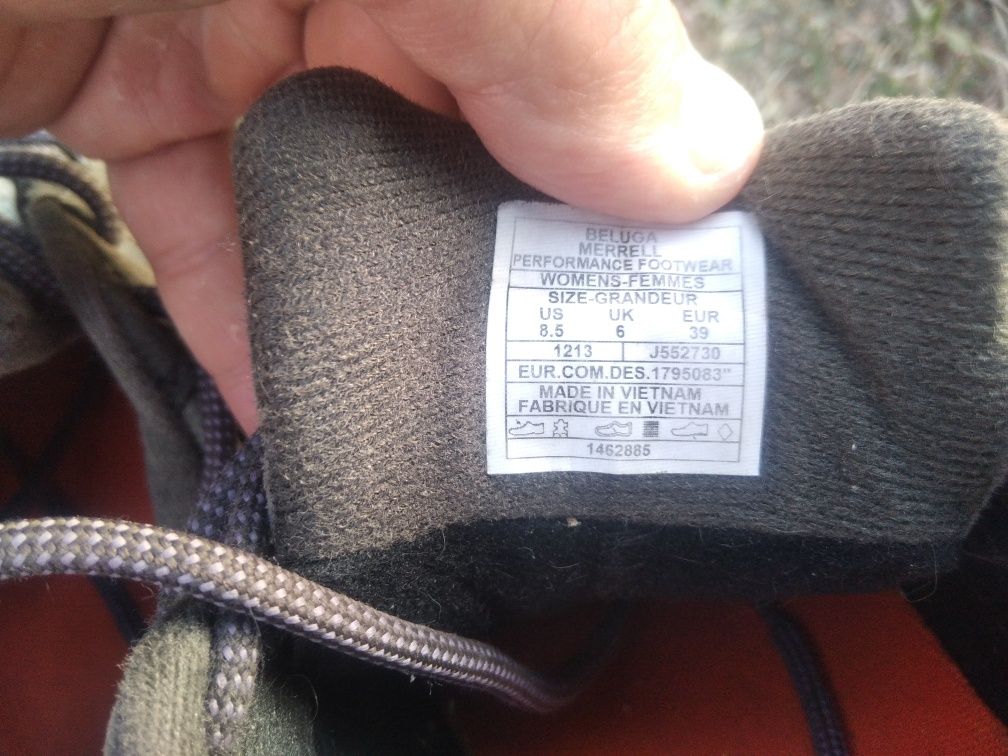 BELUGA
MERRELL
PERFORMANCE FOOTWEAR
WOMENS-FEMMES
SIZE-GRANDEUR
US UK EUR
8.5 6 39
1213 J552730
EUR.COM.DES.1795083"
MADE IN VIETNAM
FABRIQUE EN VIETNAM
1462885